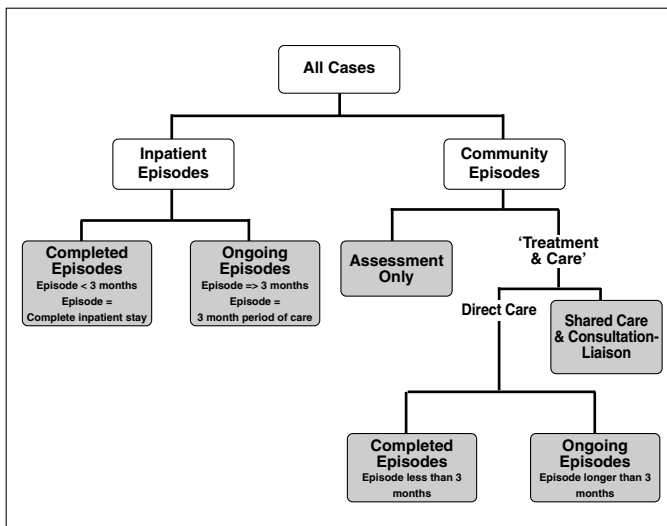 All Cases
Inpatient
Episodes
Community
Episodes
Completed
Episodes
Episode < 3 months
Episode =
Complete inpatient stay
Ongoing
Episodes
Episode => 3 months
Episode =
3 month period of care
Assessment
Only
‘Treatment
& Care’
Direct Care
Shared Care
& Consultation-
Liaison
Completed
Episodes
Episode less than 3
months
Ongoing
Episodes
Episode longer than 3
months